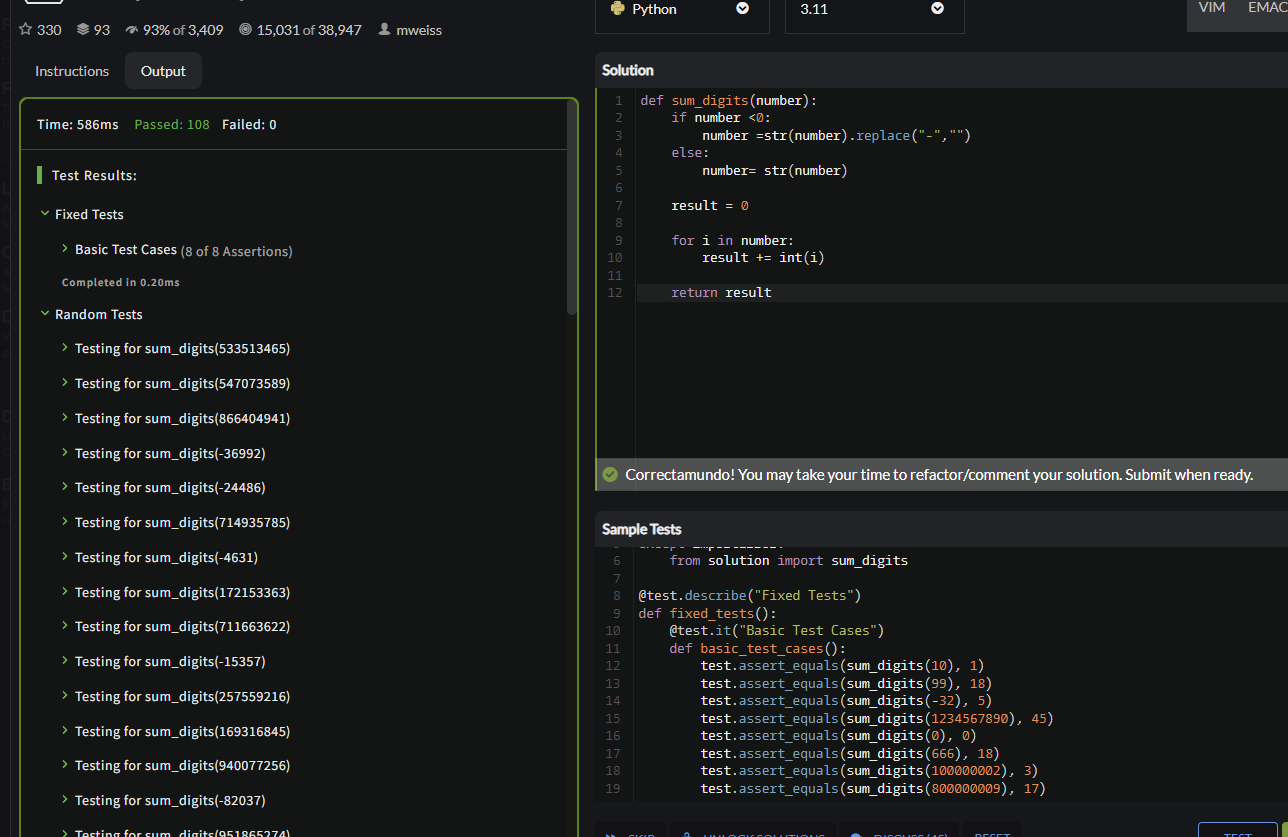 330 93 93% of 3,409 15,031 of 38,947 mweiss
Python
3.11
VIM EMAC
Instructions Output
Time: 586ms Passed: 108 Failed: 0
Test Results:
Fixed Tests
Basic Test Cases (8 of 8 Assertions)
Completed in 0.20ms
Random Tests
Testing for sum_digits(533513465)
Testing for sum_digits(547073589)
Testing for sum_digits(866404941)
Testing for sum_digits(-36992)
Testing for sum_digits(-24486)
Testing for sum_digits(714935785)
Testing for sum_digits(-4631)
Testing for sum_digits(172153363)
Testing for sum_digits(711663622)
Testing for sum_digits(-15357)
Testing for sum_digits(257559216)
Testing for sum_digits(169316845)
Testing for sum_digits(940077256)
Testing for sum_digits(-82037)
Testing for sum_digits(951865274)
Solution
1 def sum_digits(number):
2 if number <0:
3 number =str(number).replace("-","")
4 else:
5 number= str(number)
6
7 result = 0
8
9 for i in number:
10 result += int(i)
11
12 return result
Correctamundo! You may take your time to refactor/comment your solution. Submit when ready.
Sample Tests
6 from solution import sum_digits
7
8 @test.describe("Fixed Tests")
9 def fixed_tests():
10 @test.it("Basic Test Cases")
11 def basic_test_cases():
12 test.assert_equals(sum_digits(10), 1)
13 test.assert_equals(sum_digits(99), 18)
14 test.assert_equals(sum_digits(-32), 5)
15 test.assert_equals(sum_digits(1234567890), 45)
16 test.assert_equals(sum_digits(0), 0)
17 test.assert_equals(sum_digits(666), 18)
18 test.assert_equals(sum_digits(100000002), 3)
19 test.assert_equals(sum_digits(800000009), 17)
SKIP UNLOCK SOLUTIONS DISCUSS (45) RESET TEST